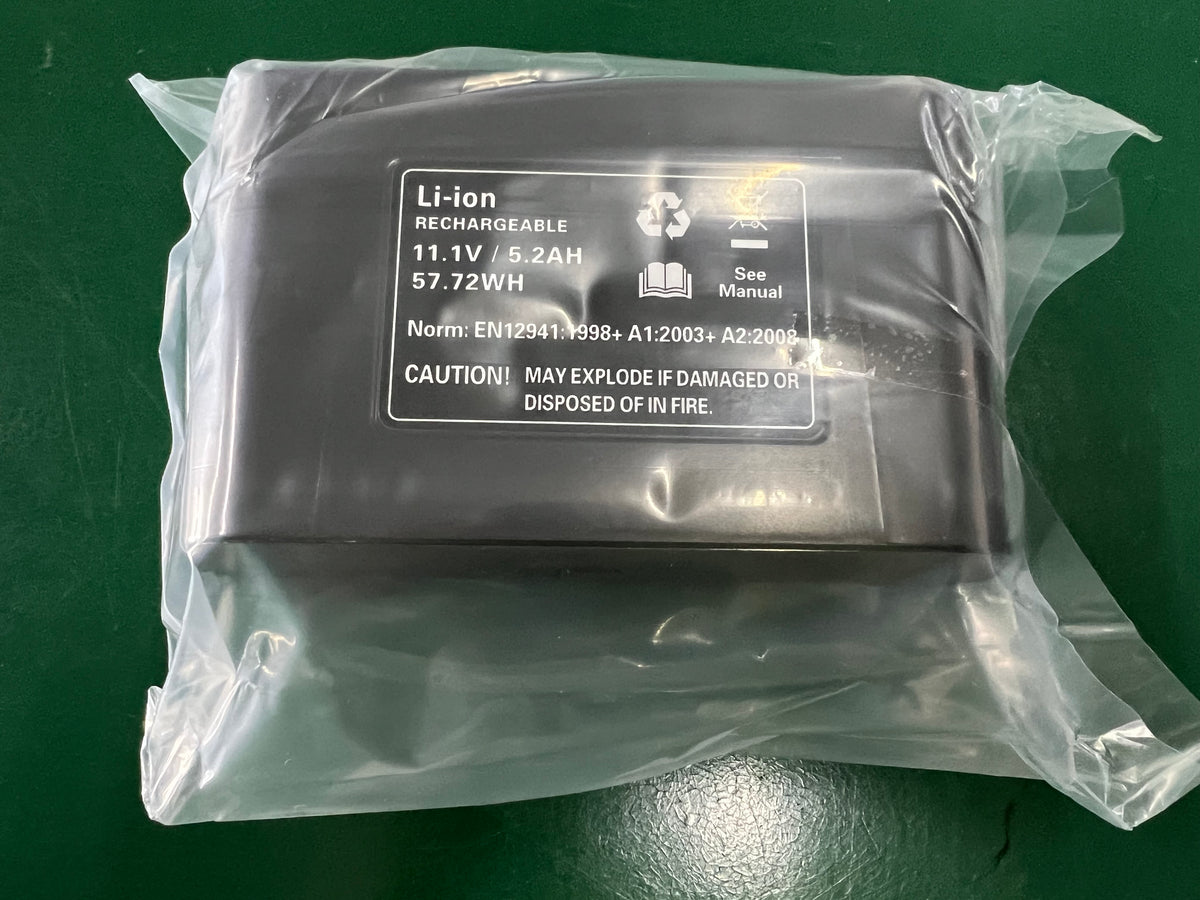 Li-ion
RECHARGEABLE
11.1V / 5.2AH
57.72WH
See
Manual
Norm: EN12941:1998+ A1:2003+ A2:2008
CAUTION! MAY EXPLODE IF DAMAGED OR
DISPOSED OF IN FIRE.